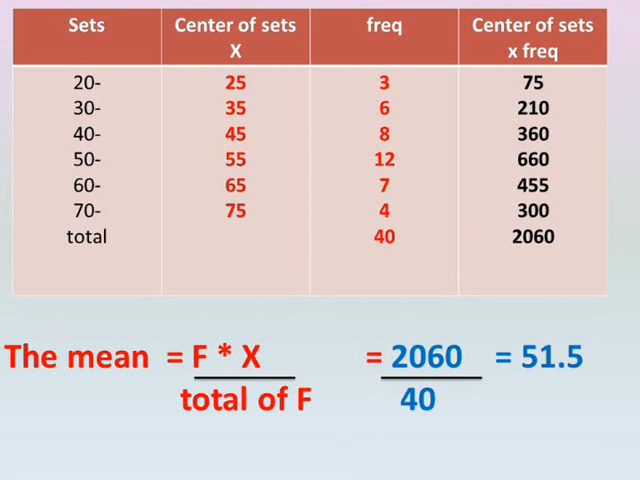 Sets Center of sets X freq Center of sets x freq
20- 25 3 75
30- 35 6 210
40- 45 8 360
50- 55 12 660
60- 65 7 455
70- 75 4 300
total 40 2060
The mean = F * X = 2060 = 51.5
total of F 40